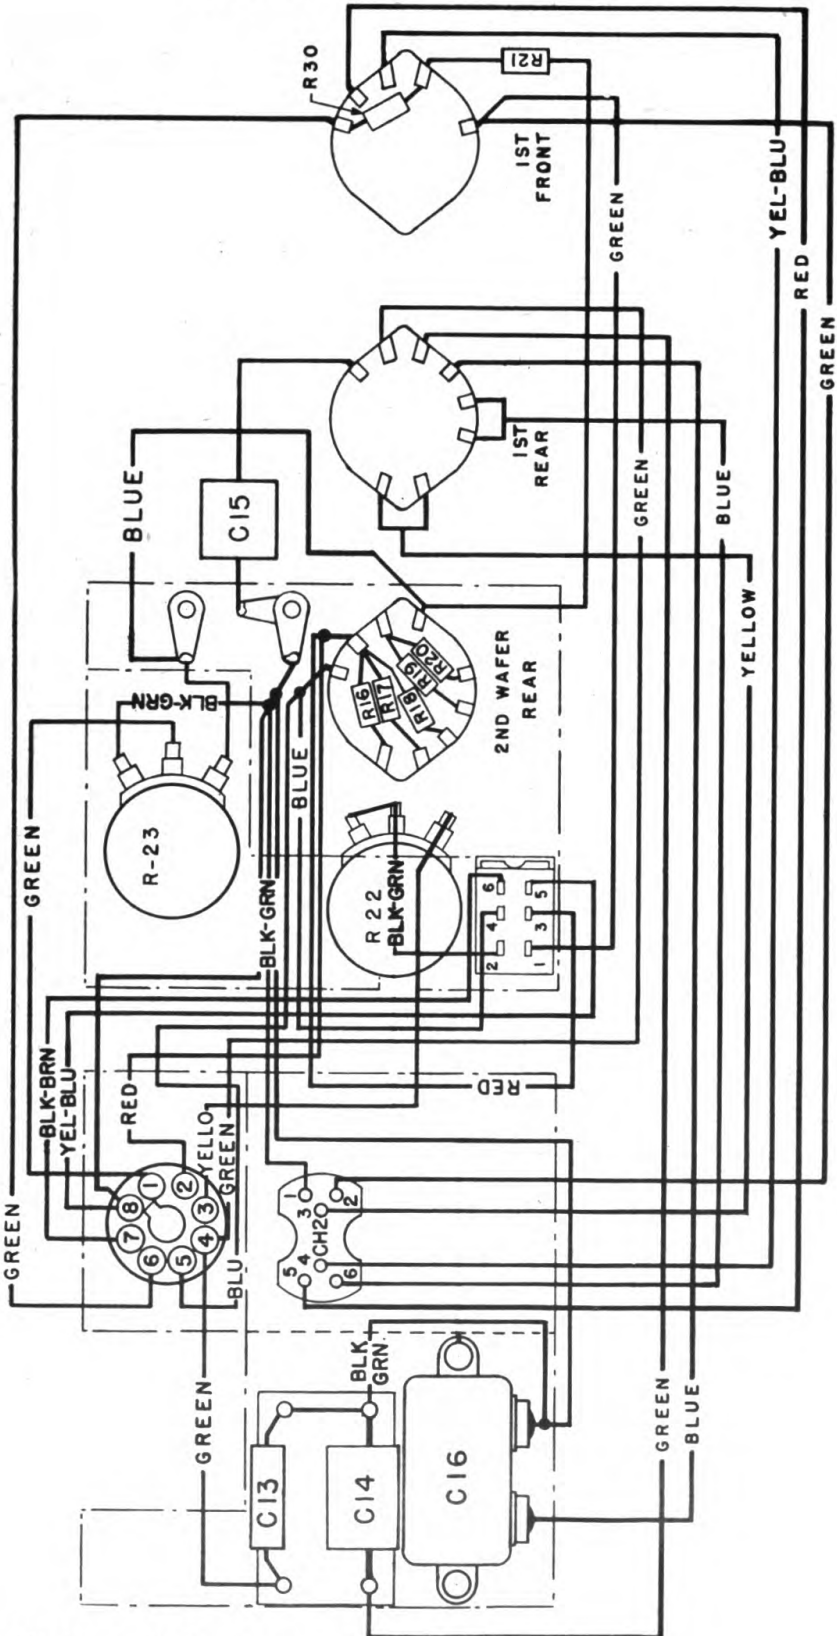 R30
R21
1ST
FRONT
GREEN
YEL-BLU
RED
GREEN
BLUE
C15
1ST
REAR
GREEN
BLUE
YELLOW
BLK-GRN
R-23
GREEN
BLUE
R16
R17
R18
R19
R20
2ND WAFER
REAR
R22
BLK-GRN
BLK-GRN
6
5
4
3
2
1
BLK-BRN
YEL-BLU
RED
YELLO
GREEN
RED
1
2
3
4
5
6
7
8
BLU
GREEN
1
2
3
CH2
4
5
6
BLK
GRN
GREEN
C13
C14
C16
GREEN
BLUE